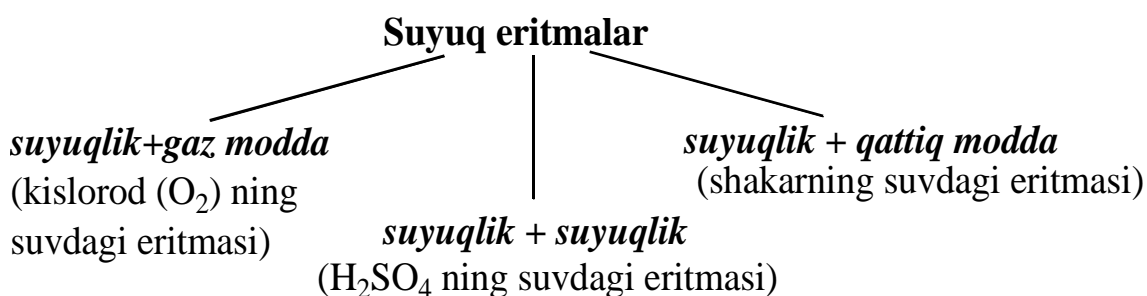 Suyuq eritmalar
suyuqlik+gaz modda
(kislorod (O₂) ning
suvdagi eritmasi)
suyuqlik + suyuqlik
(H₂SO₄ ning suvdagi eritmasi)
suyuqlik + qattiq modda
(shakarning suvdagi eritmasi)